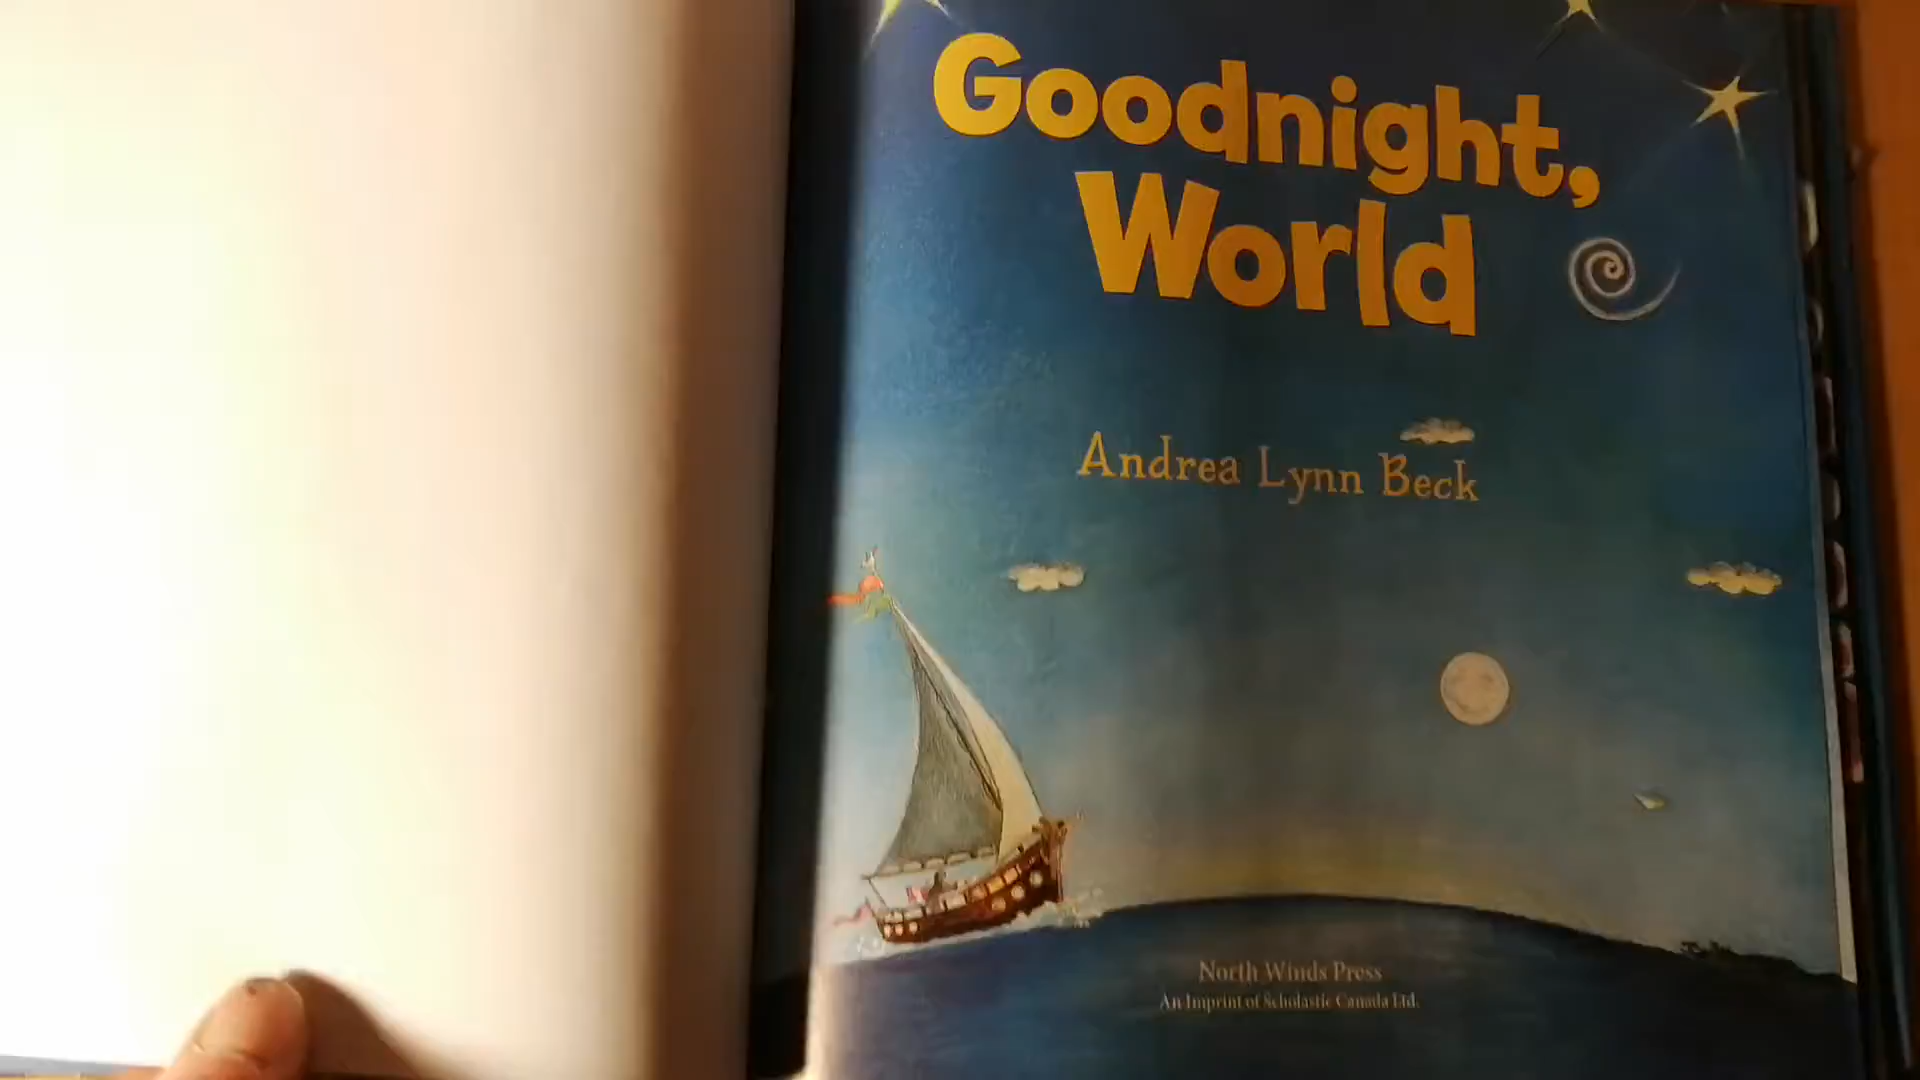 Goodnight,
World
Andrea Lynn Beck
North Winds Press
An Imprint of Scholastic Canada Ltd.